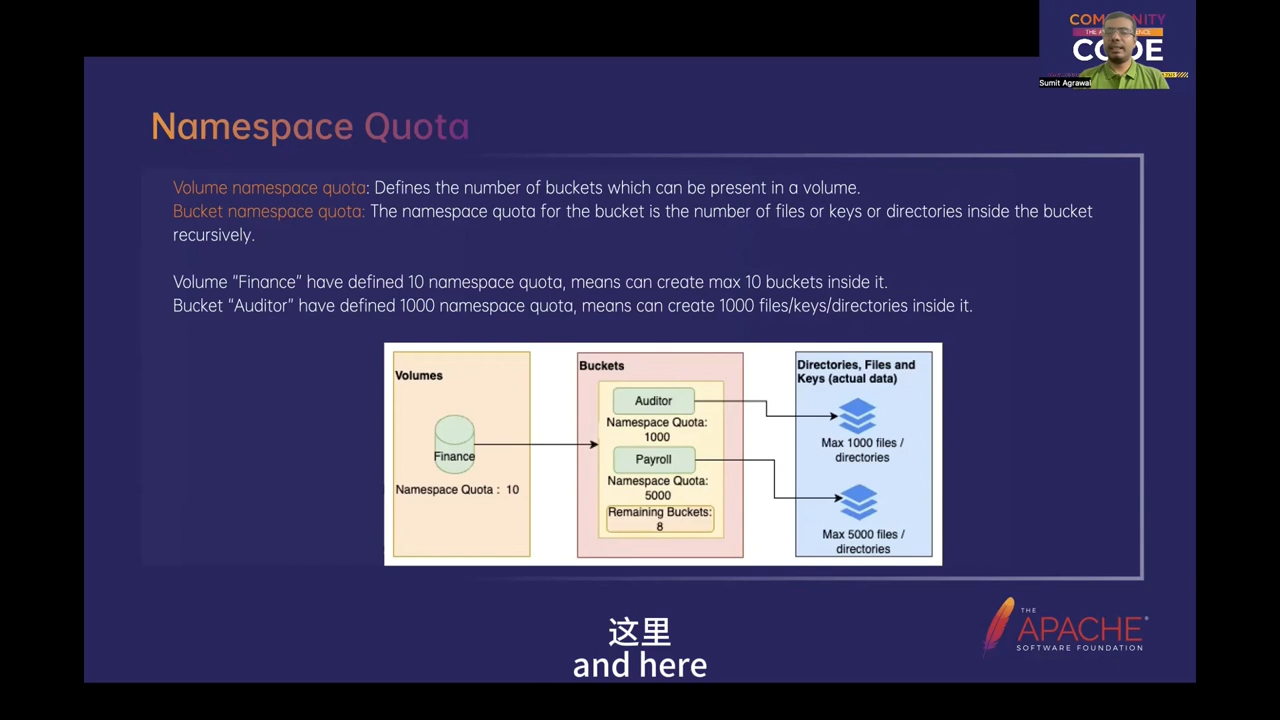 COMMUNITY
CODE
Sumit Agrawal
Namespace Quota
Volume namespace quota: Defines the number of buckets which can be present in a volume.
Bucket namespace quota: The namespace quota for the bucket is the number of files or keys or directories inside the bucket
recursively.
Volume “Finance” have defined 10 namespace quota, means can create max 10 buckets inside it.
Bucket “Auditor” have defined 1000 namespace quota, means can create 1000 files/keys/directories inside it.
Volumes
Finance
Namespace Quota : 10
Buckets
Auditor
Namespace Quota:
1000
Payroll
Namespace Quota:
5000
Remaining Buckets:
8
Directories, Files and
Keys (actual data)
Max 1000 files /
directories
Max 5000 files /
directories
THE
APACHE
SOFTWARE FOUNDATION
这里
and here